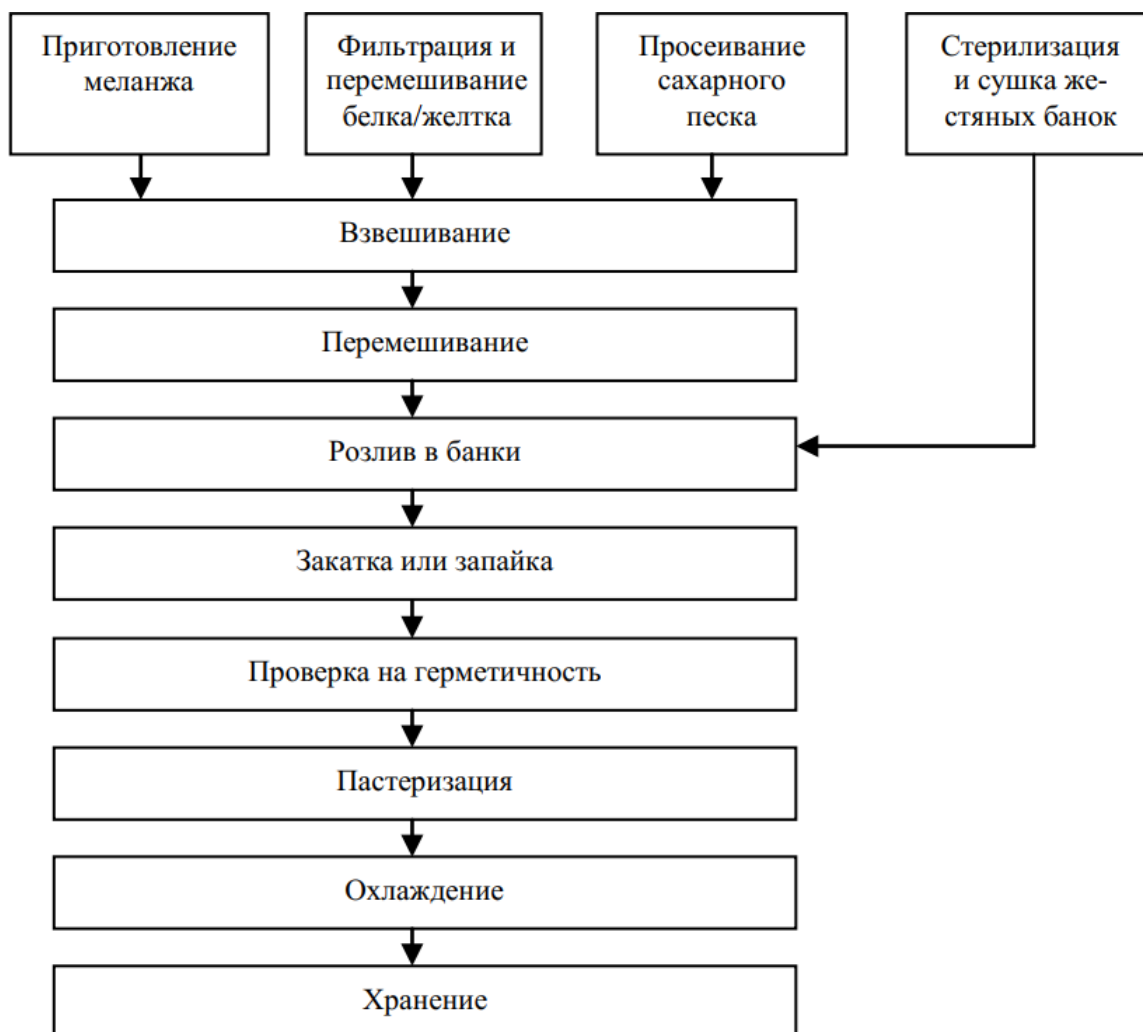 Приготовление
меланжа
Фильтрация и
перемешивание
белка/желтка
Просеивание
сахарного
песка
Стерилизация
и сушка же-
стяных банок
Взвешивание
Перемешивание
Розлив в банки
Закатка или запайка
Проверка на герметичность
Пастеризация
Охлаждение
Хранение